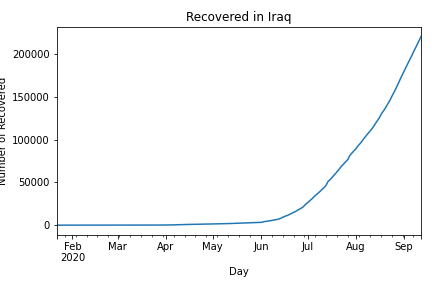 Recovered in Iraq
Number of Recovered
200000
150000
100000
50000
0
Feb Mar Apr May Jun Jul Aug Sep
2020
Day